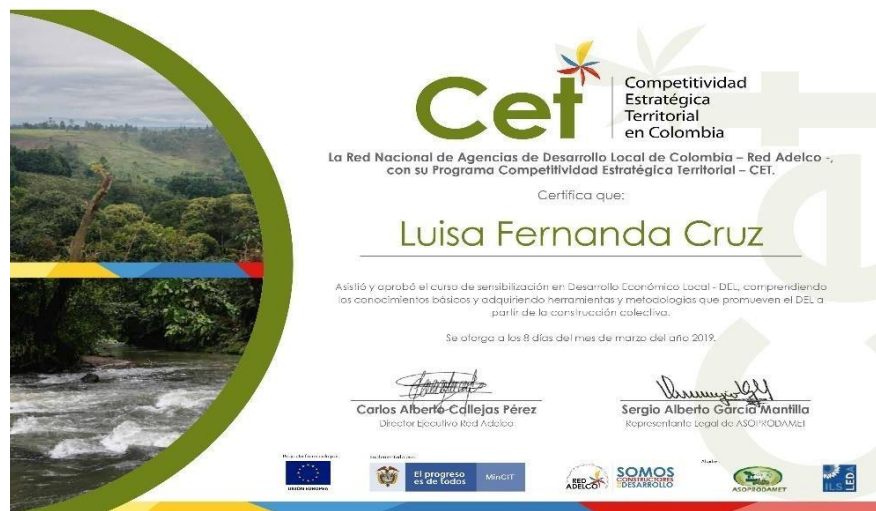 Cet
Competitividad
Estratégica
Territorial
en Colombia
La Red Nacional de Agencias de Desarrollo Local de Colombia – Red Adelco -,
con su Programa Competitividad Estratégica Territorial – CET.
Certifica que:
Luisa Fernanda Cruz
Asistió y aprobó el curso de sensibilización en Desarrollo Económico Local - DEL, comprendiendo
los conocimientos básicos y adquiriendo herramientas y metodologías que promueven el DEL a
partir de la construcción colectiva.
Se otorga a los 8 días del mes de marzo del año 2019.
Carlos Alberto Callejas Pérez
Director Ejecutivo Red Adelco
Sergio Alberto García Mantilla
Representante Legal de ASOPRODAMET
UNIÓN EUROPEA
El progreso
es de todos
MinCIT
RED
ADELCO
SOMOS
CONSTRUCTORES
DE DESARROLLO
ASOPRODAMET
ILS LEDA
cet